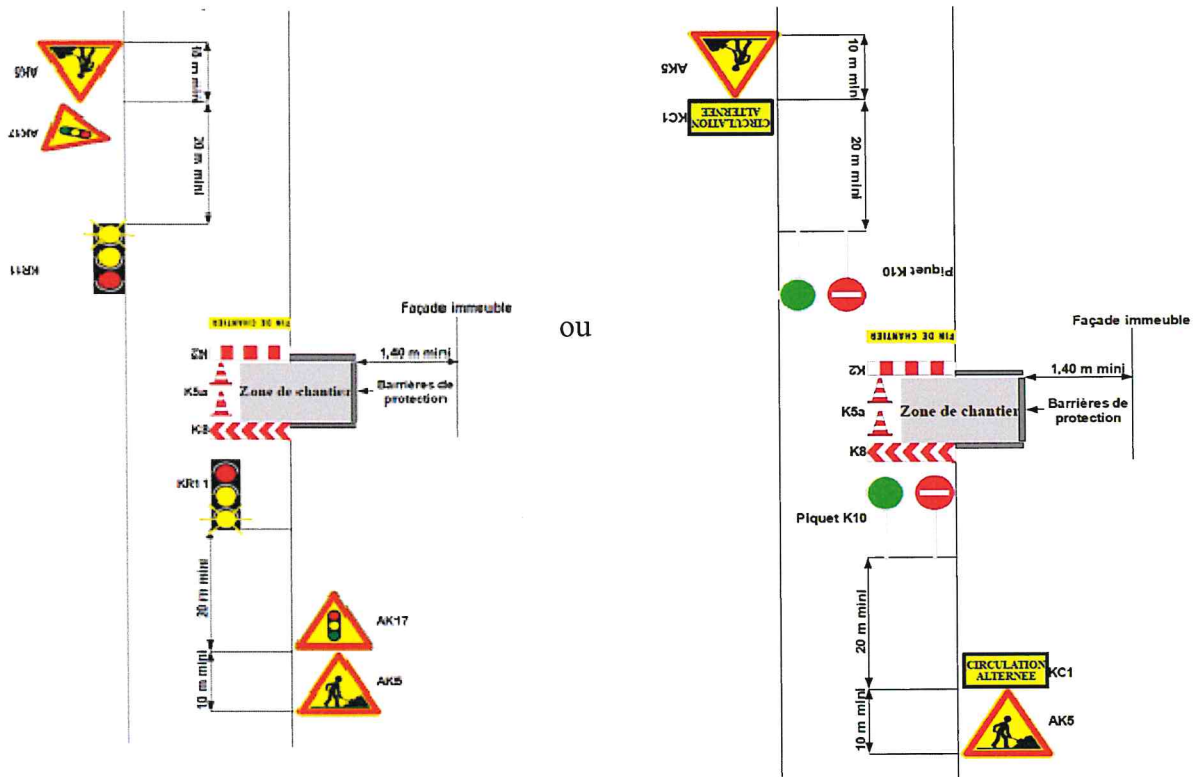 AK5
10 m mini
AK17
20 m mini
KR11
Façade immeuble
FIN DE CHANTIER
K2
1,40 m mini
K5a
Zone de chantier
Barrières de
protection
K8
KR11
20 m mini
AK17
10 m mini
AK5
ou
AK5
10 m mini
KC1
CIRCULATION
ALTERNEE
20 m mini
Piquet K10
Façade immeuble
FIN DE CHANTIER
K2
1,40 m mini
K5a
Zone de chantier
Barrières de
protection
K8
Piquet K10
20 m mini
CIRCULATION
ALTERNEE
KC1
10 m mini
AK5